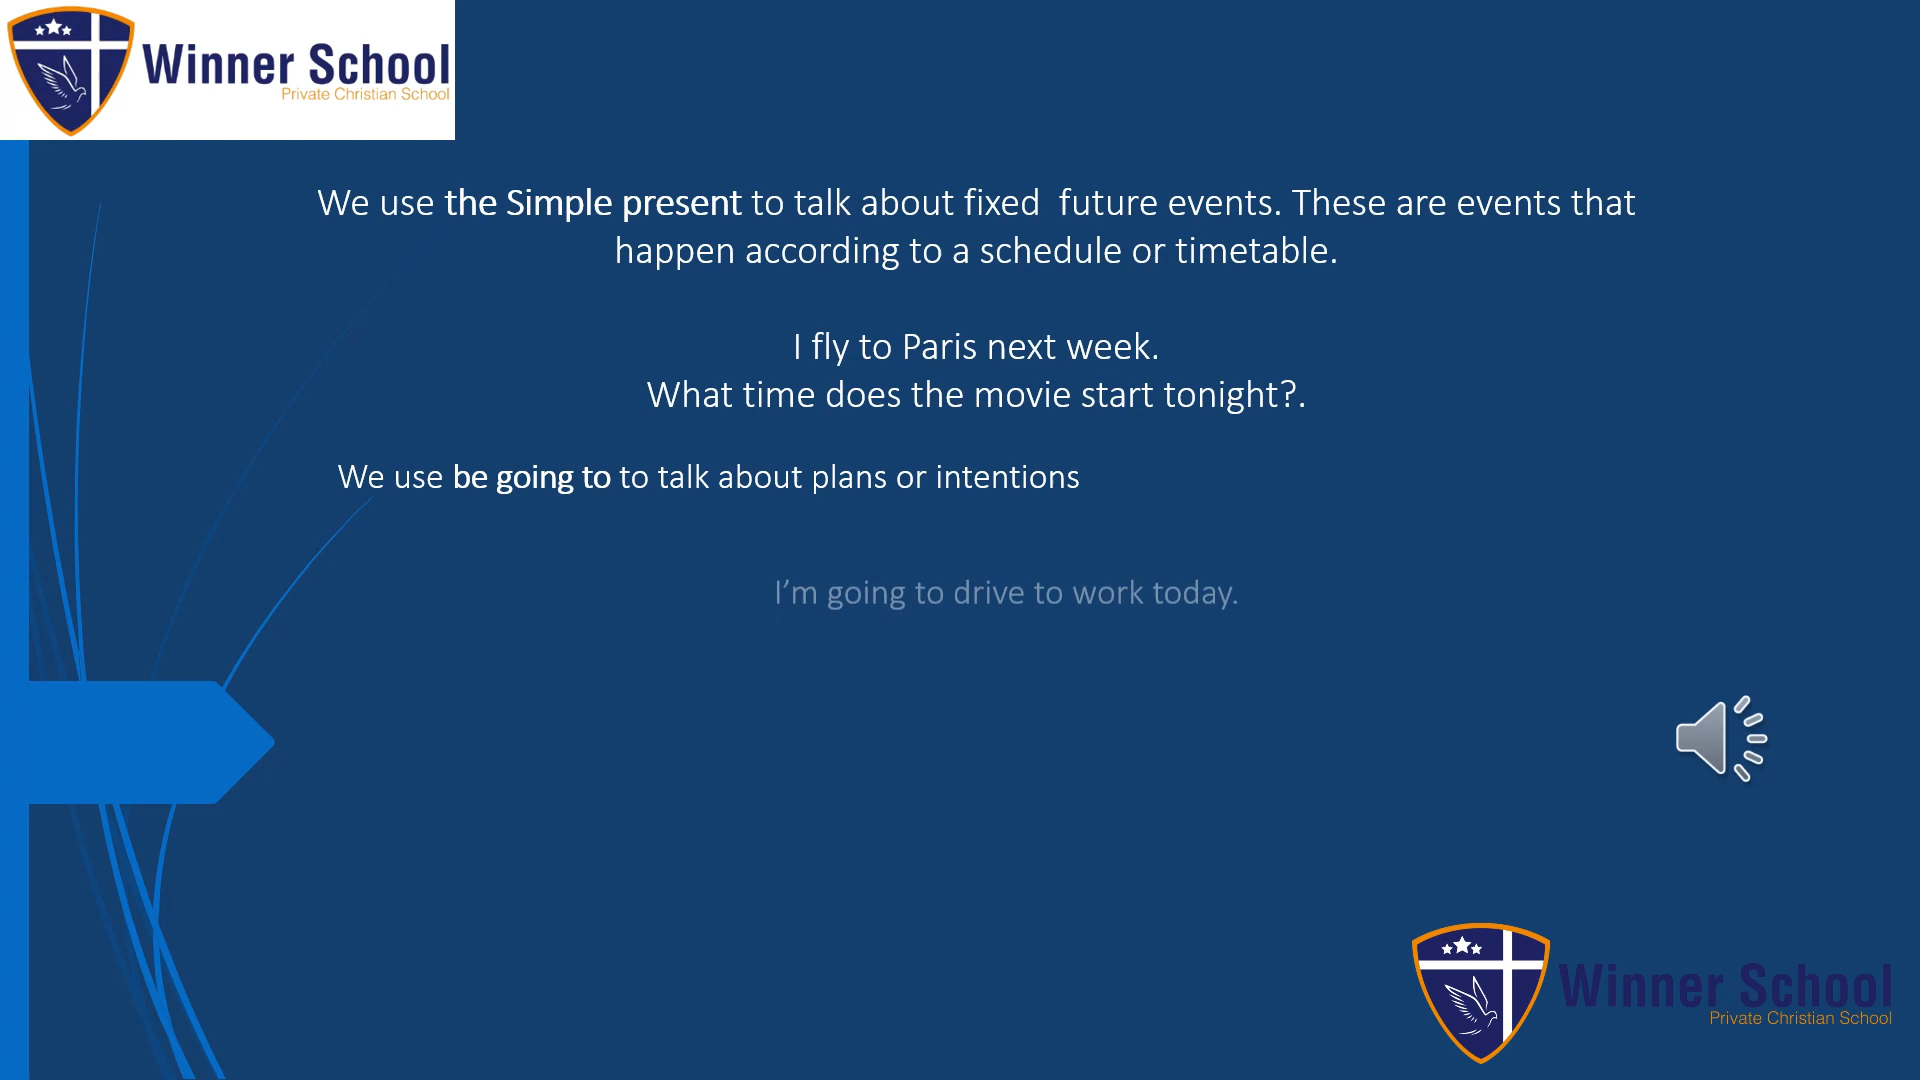 Winner School
Private Christian School
We use the Simple present to talk about fixed  future events. These are events that
happen according to a schedule or timetable.
I fly to Paris next week.
What time does the movie start tonight?.
We use be going to to talk about plans or intentions
I’m going to drive to work today.
Winner School
Private Christian School